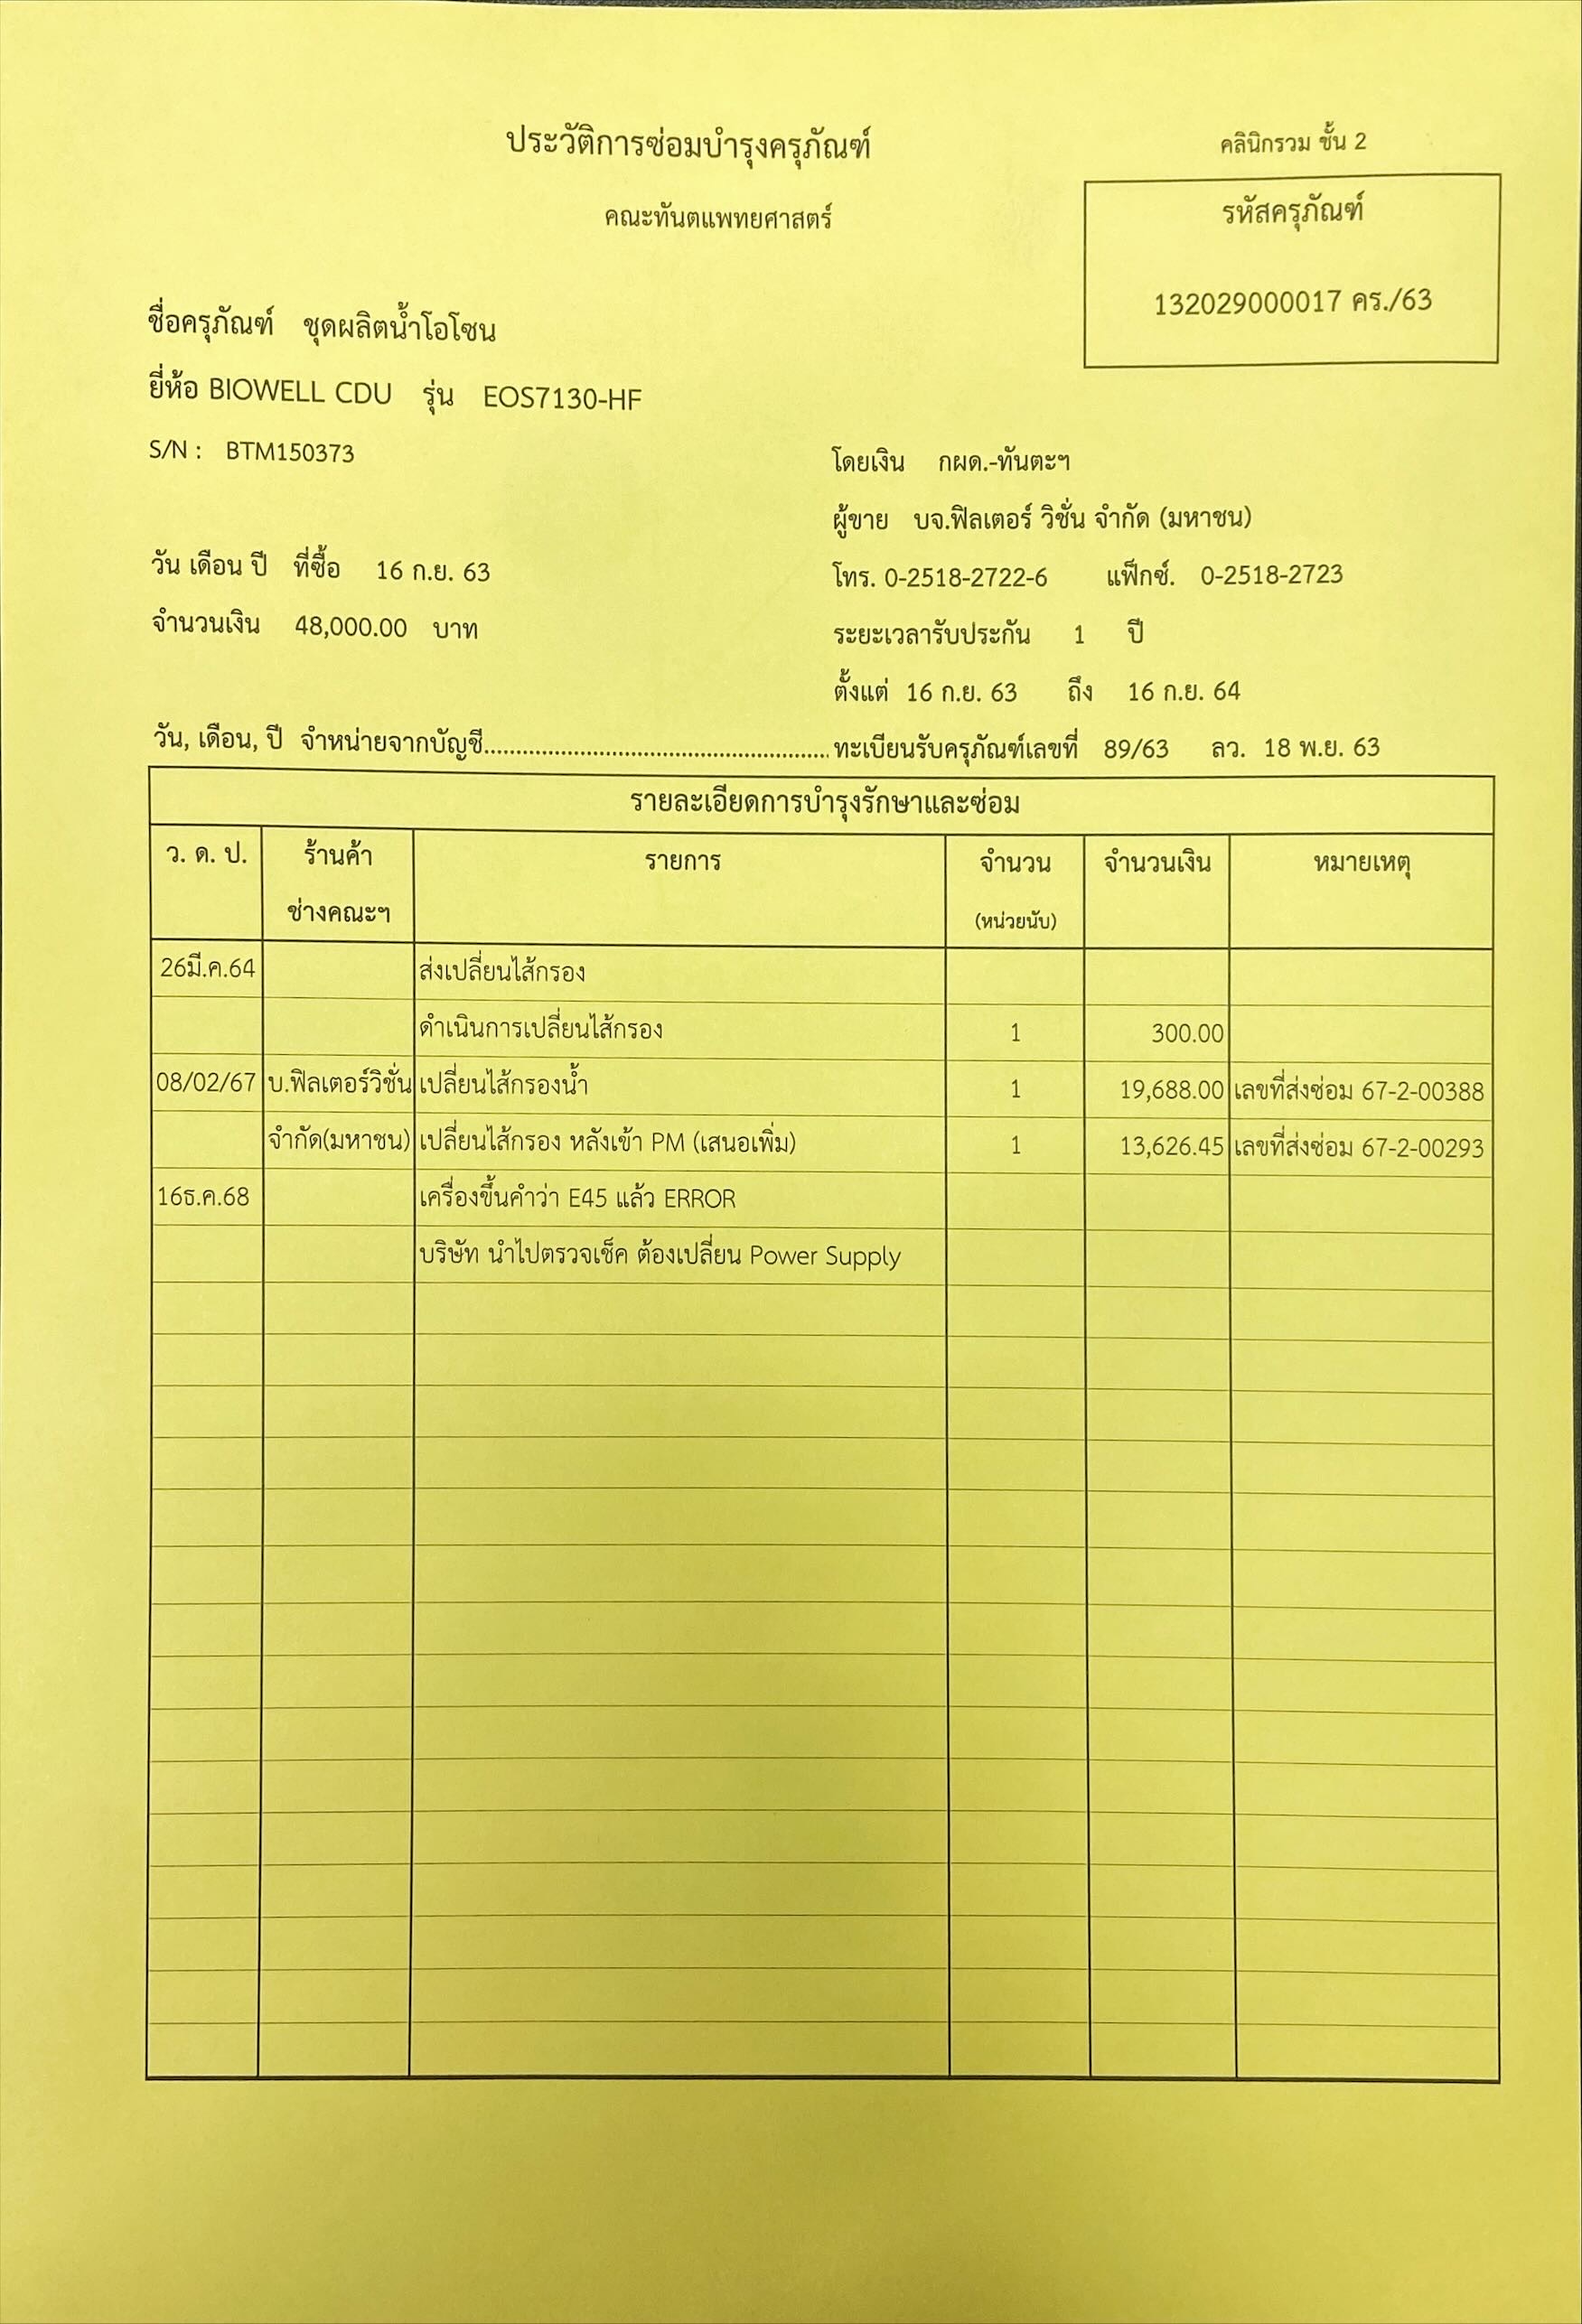 ประวัติการซ่อมบำรุงครุภัณฑ์
คลินิกรวม ชั้น 2
คณะทันตแพทยศาสตร์
รหัสครุภัณฑ์
132029000017 คร./63
ชื่อครุภัณฑ์ ชุดผลิตน้ำโอโซน
ยี่ห้อ BIOWELL CDU รุ่น EOS7130-HF
S/N : BTM150373
โดยเงิน กผด.-ทันตะฯ
ผู้ขาย บจ.ฟิลเตอร์ วิชั่น จำกัด (มหาชน)
วัน เดือน ปี ที่ซื้อ 16 ก.ย. 63
โทร. 0-2518-2722-6 แฟ็กซ์. 0-2518-2723
จำนวนเงิน 48,000.00 บาท
ระยะเวลารับประกัน 1 ปี
ตั้งแต่ 16 ก.ย. 63 ถึง 16 ก.ย. 64
วัน, เดือน, ปี จำหน่ายจากบัญชี..................................................... ทะเบียนรับครุภัณฑ์เลขที่ 89/63 ลว. 18 พ.ย. 63
รายละเอียดการบำรุงรักษาและซ่อม
ว. ด. ป. ร้านค้า รายการ จำนวน จำนวนเงิน หมายเหตุ
ช่างคณะฯ (หน่วยนับ)
26มี.ค.64 ส่งเปลี่ยนไส้กรอง
ดำเนินการเปลี่ยนไส้กรอง 1 300.00
08/02/67 บ.ฟิลเตอร์วิชั่น เปลี่ยนไส้กรองน้ำ 1 19,688.00 เลขที่ส่งซ่อม 67-2-00388
จำกัด(มหาชน) เปลี่ยนไส้กรอง หลังเข้า PM (เสนอเพิ่ม) 1 13,626.45 เลขที่ส่งซ่อม 67-2-00293
16ธ.ค.68 เครื่องขึ้นคำว่า E45 แล้ว ERROR
บริษัท นำไปตรวจเช็ค ต้องเปลี่ยน Power Supply